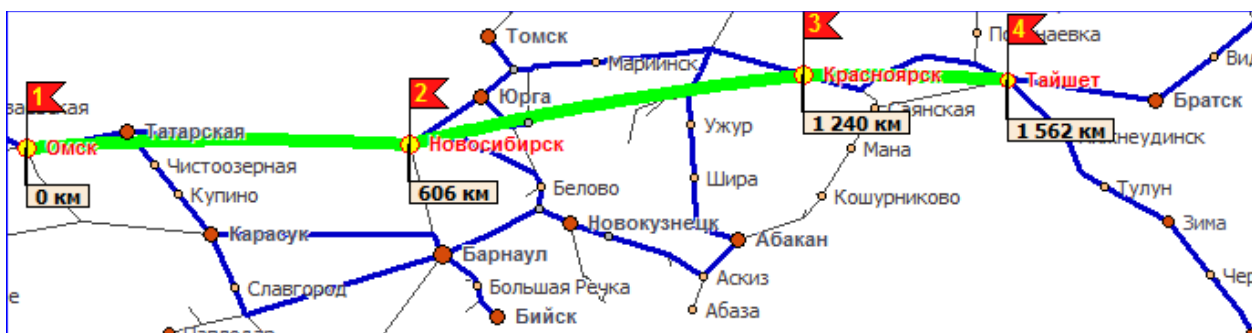 3
4
Томск
Мариинск
Красноярск
Тайшет
Братск
1
2
Юрга
1 240 км
1 562 км
Омск
Татарская
Новосибирск
Ужур
Мана
Чистоозерная
Тулун
0 км
Купино
606 км
Белово
Шира
Кошурниково
Зима
Карасук
Новокузнецк
Абакан
Барнаул
Славгород
Большая Речка
Аскиз
Абаза
Бийск